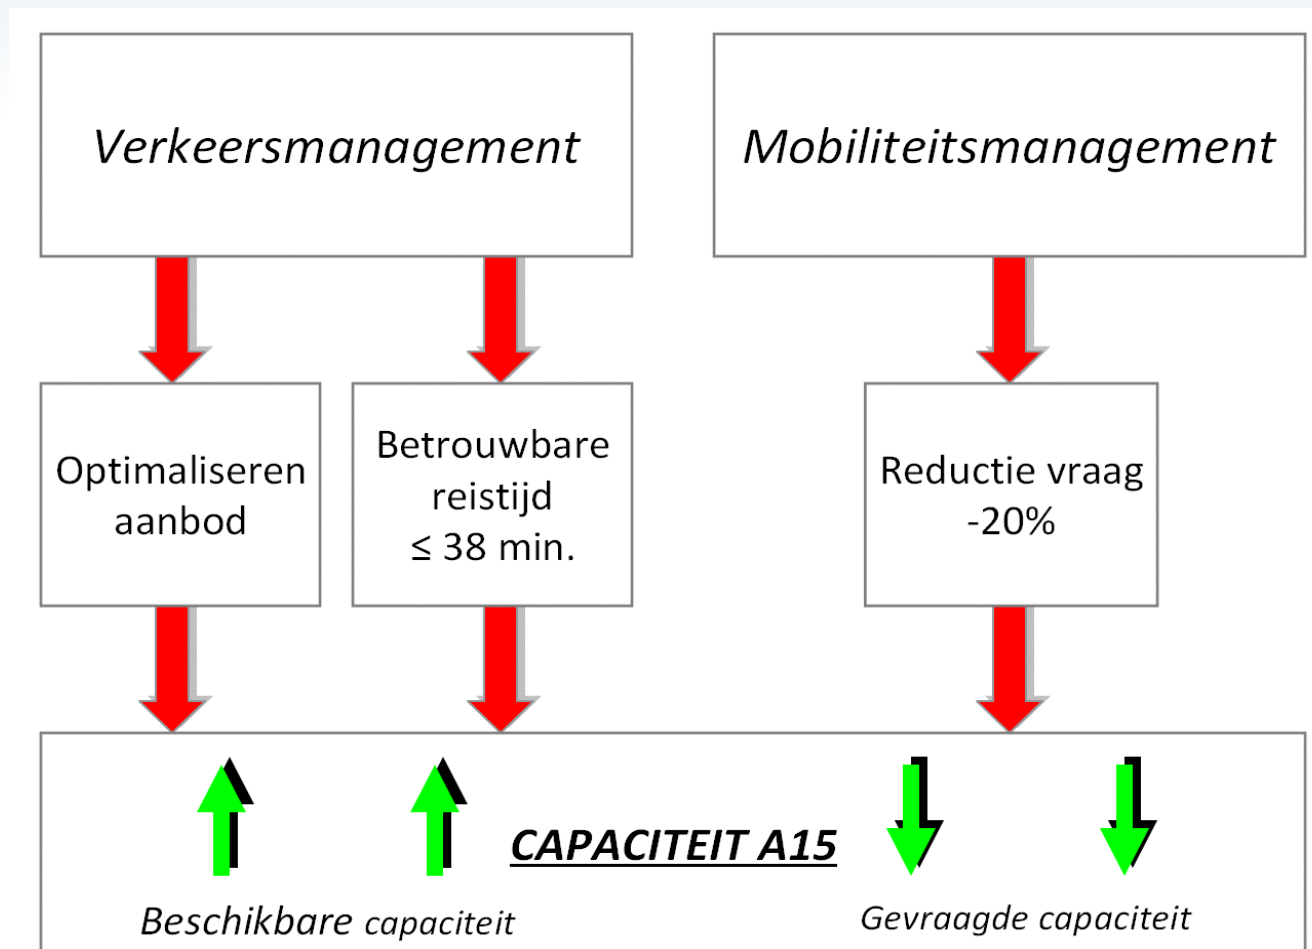 Verkeersmanagement
Mobiliteitsmanagement
Optimaliseren
aanbod
Betrouwbare
reistijd
≤ 38 min.
Reductie vraag
-20%
CAPACITEIT A15
Beschikbare capaciteit
Gevraagde capaciteit